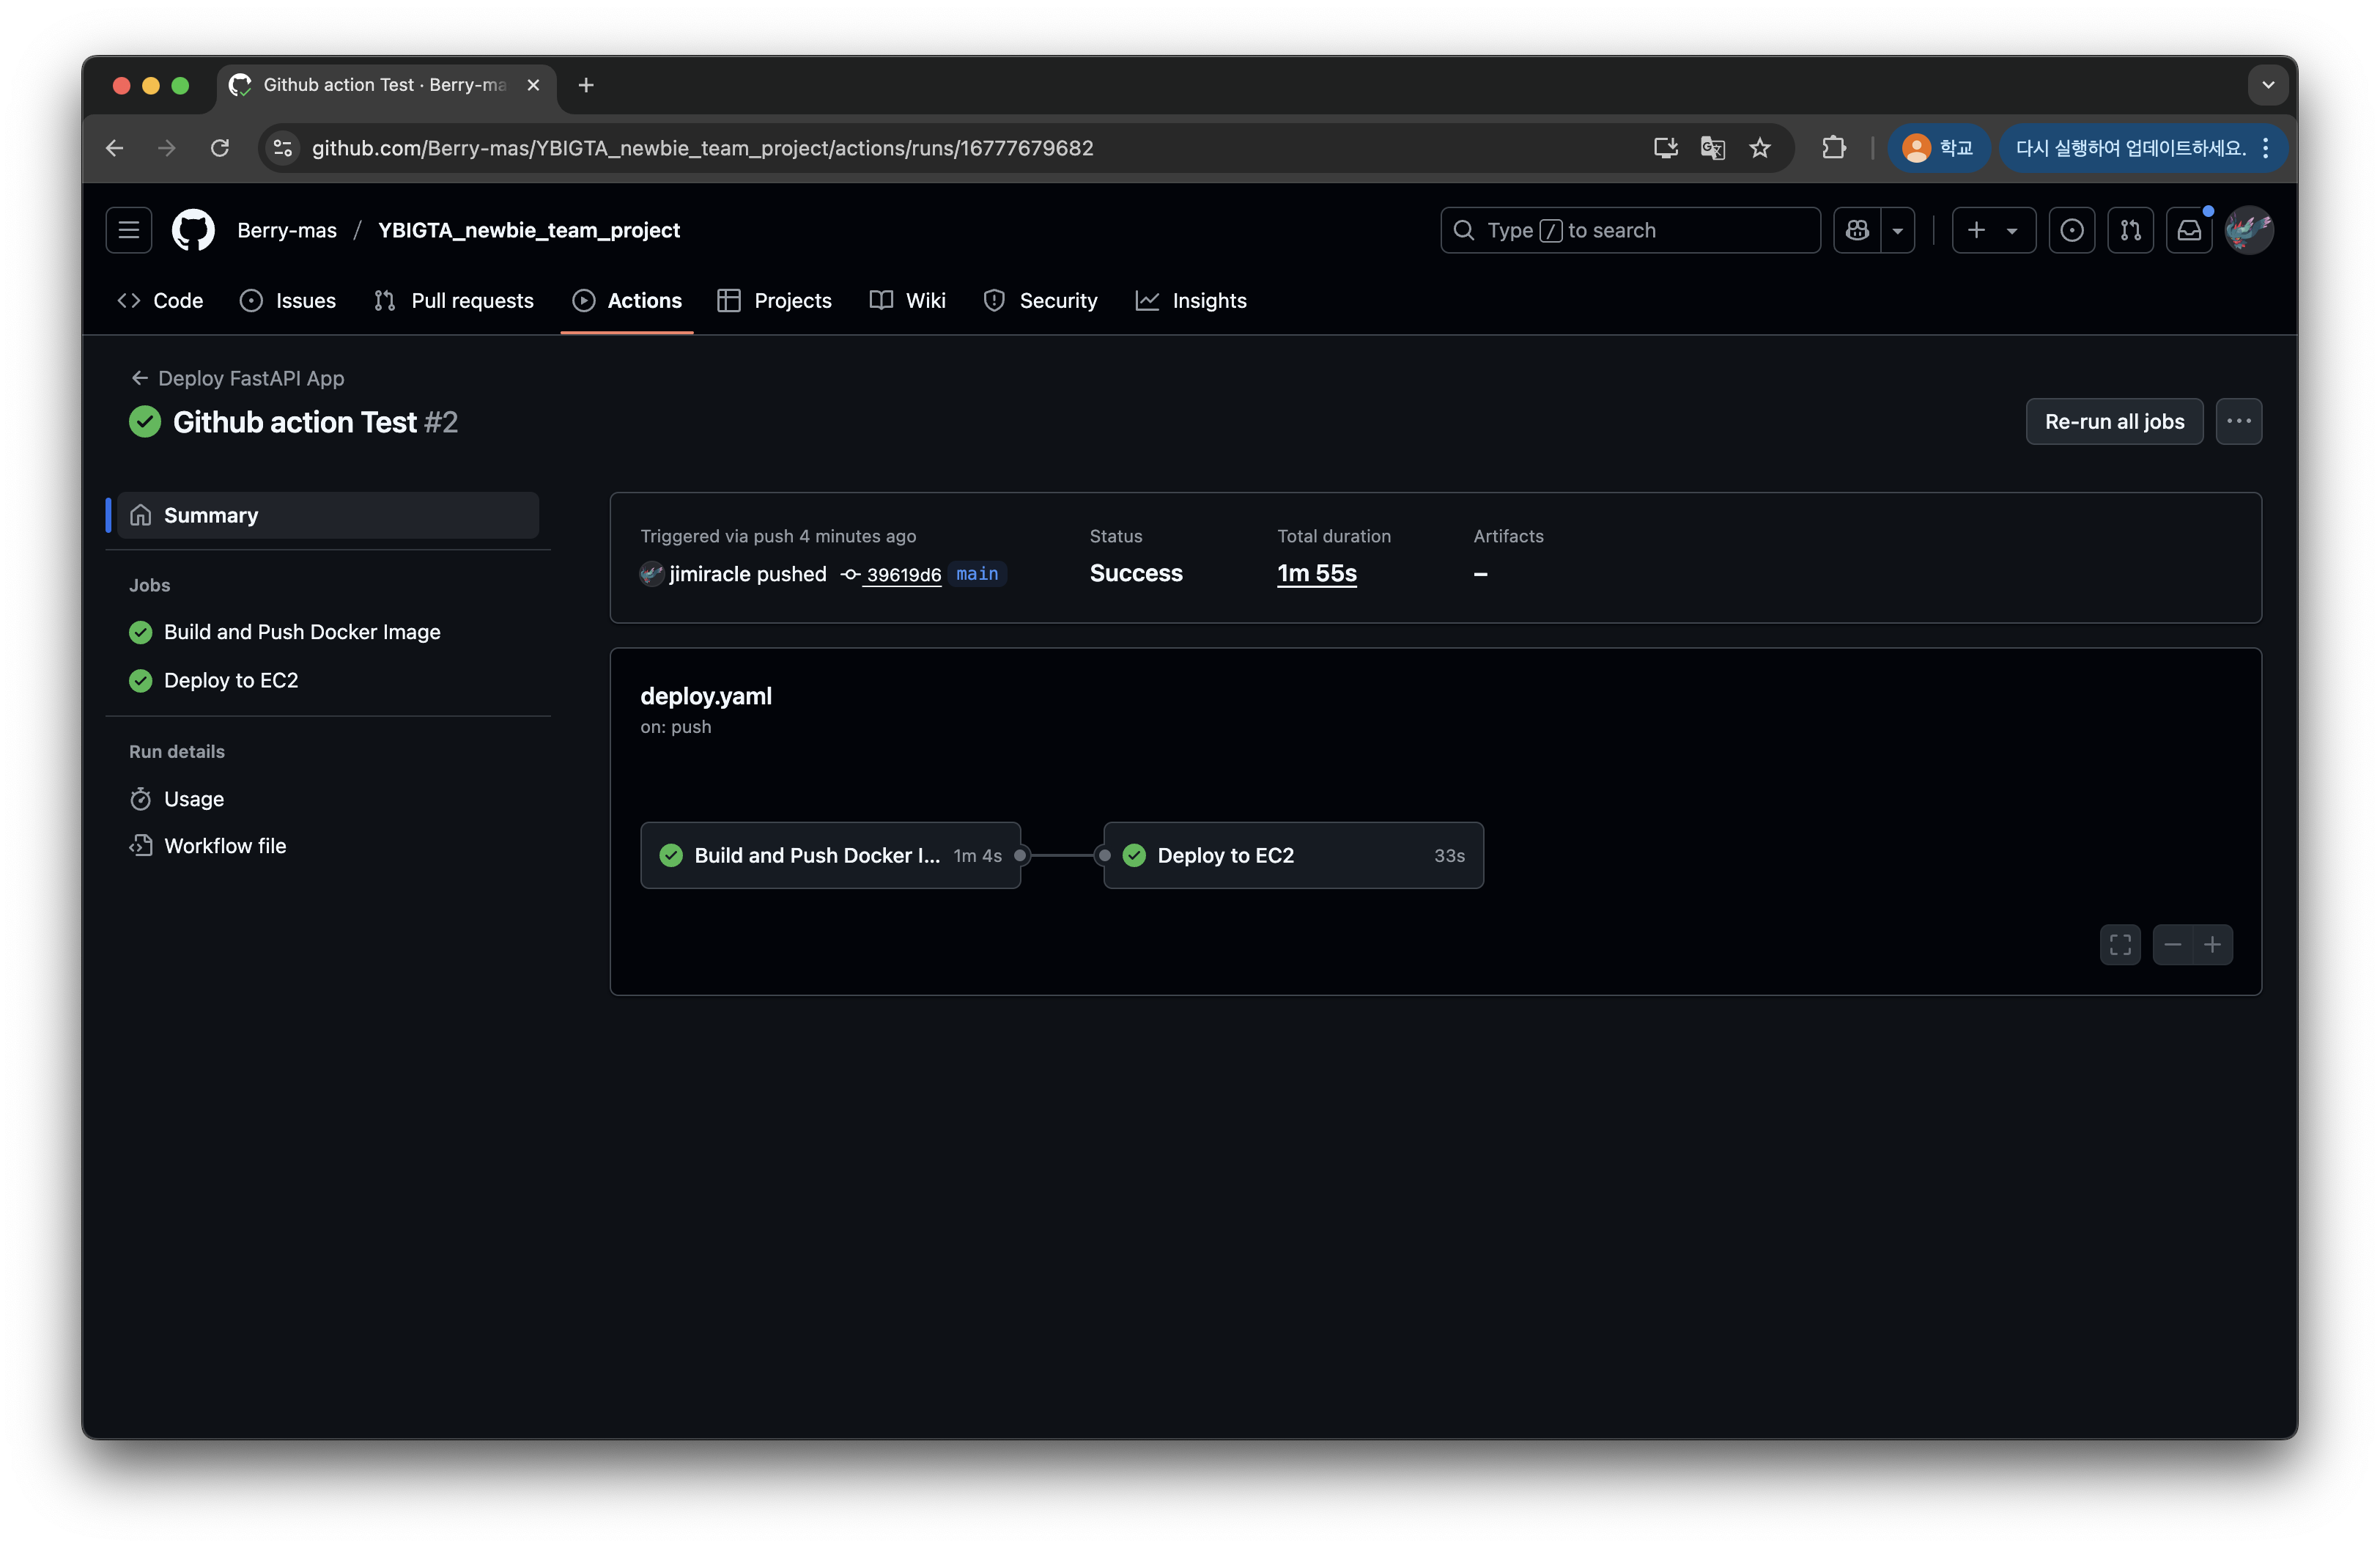 Github action Test · Berry-ma
github.com/Berry-mas/YBIGTA_newbie_team_project/actions/runs/16777679682
학교
다시 실행하여 업데이트하세요.
Berry-mas / YBIGTA_newbie_team_project
Type / to search
Code
Issues
Pull requests
Actions
Projects
Wiki
Security
Insights
Deploy FastAPI App
Github action Test #2
Re-run all jobs
Summary
Jobs
Build and Push Docker Image
Deploy to EC2
Run details
Usage
Workflow file
Triggered via push 4 minutes ago
jimiracle pushed 39619d6 main
Status
Success
Total duration
1m 55s
Artifacts
–
deploy.yaml
on: push
Build and Push Docker I... 1m 4s
Deploy to EC2 33s